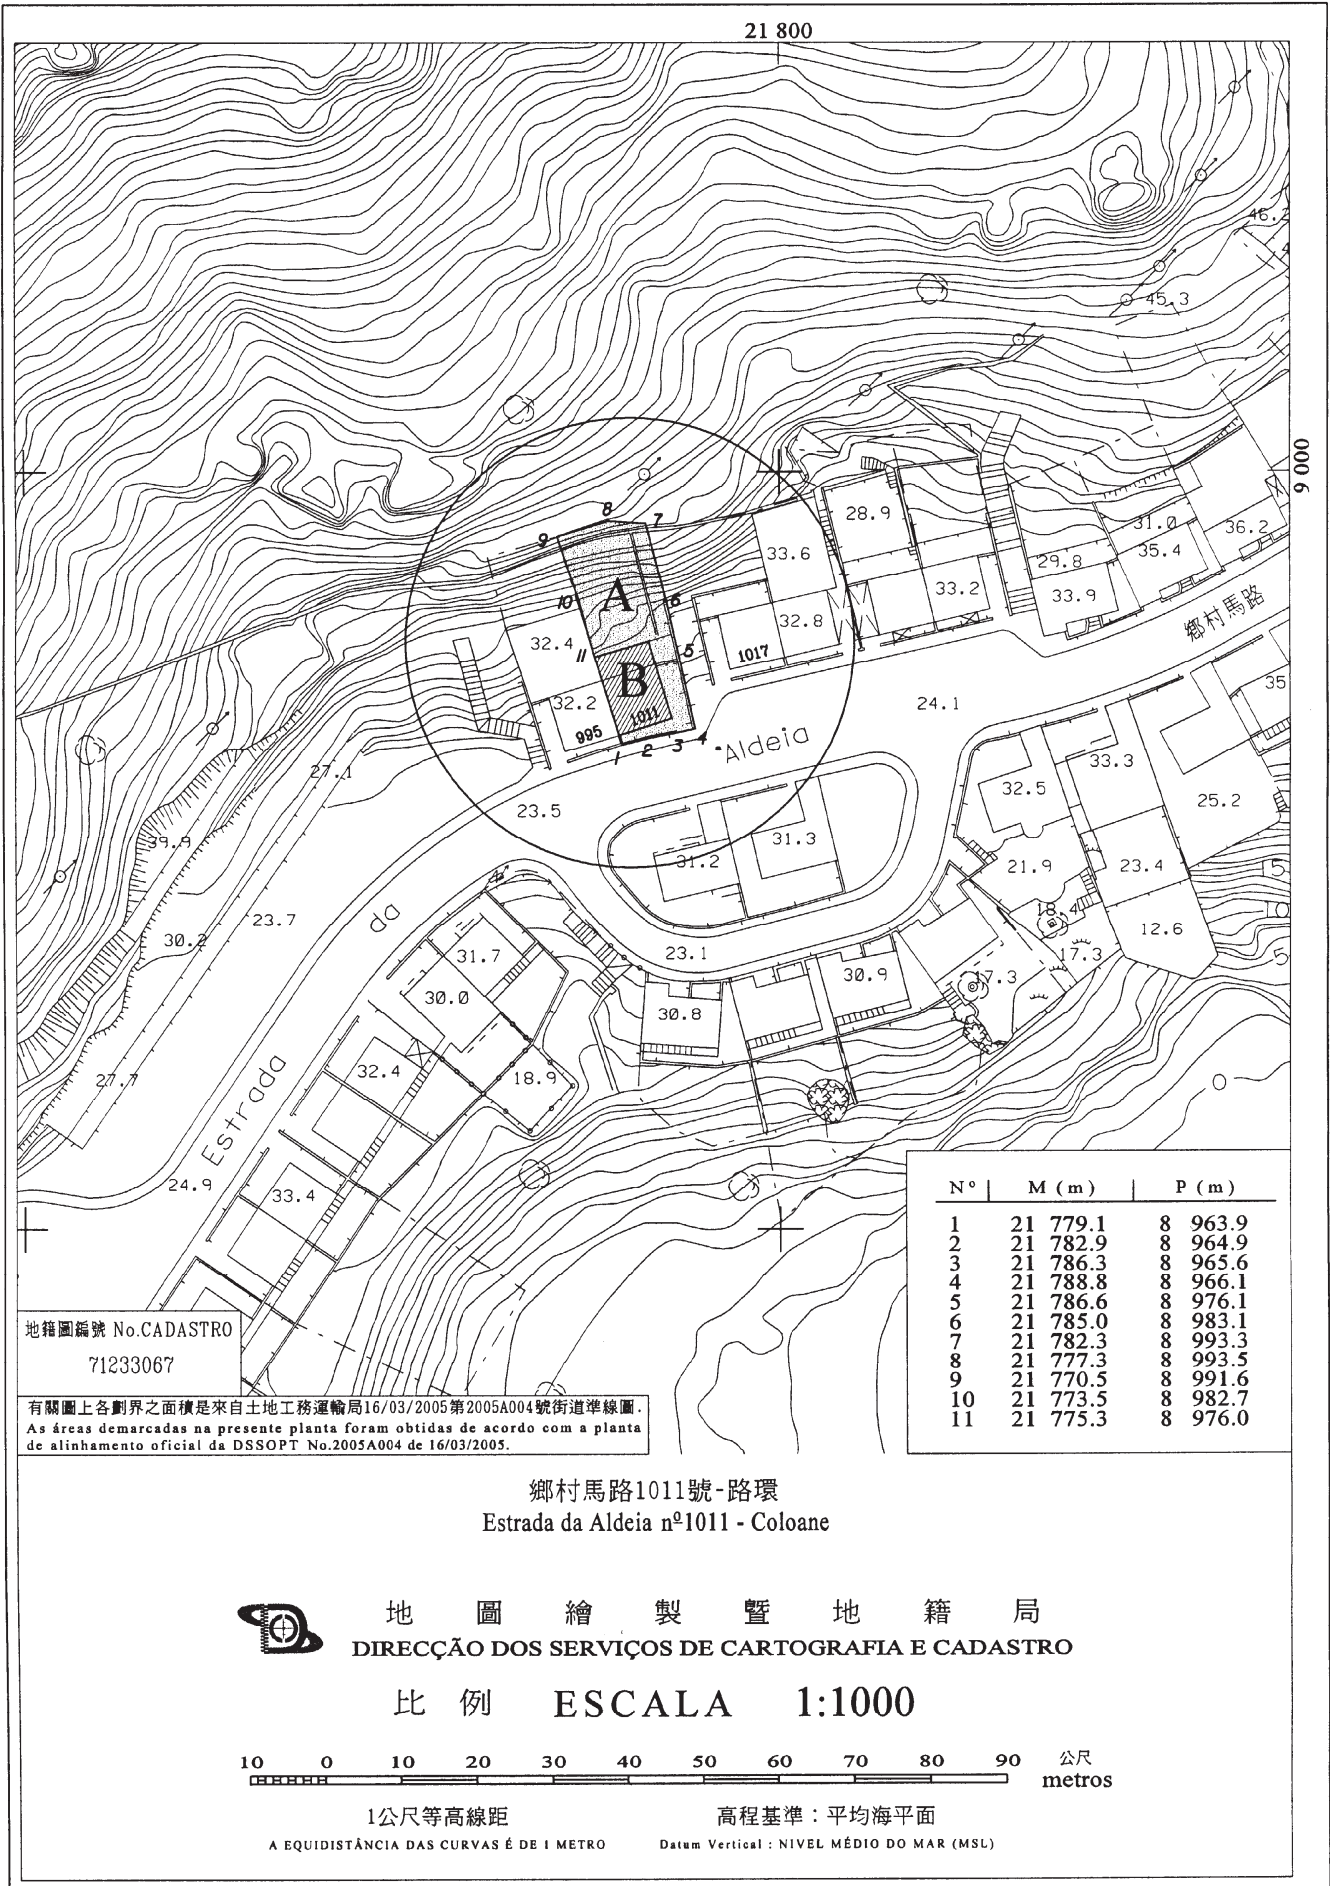 21 800
46.2
45.3
9 000
28.9
31.0
36.2
8
7
9
33.6
35.4
29.8
A
10
6
33.2
33.9
鄉村馬路
32.8
32.4
11
5
1017
B
32.2
24.1
35
1011
995
1
2
3
4
Aldeia
33.3
27.1
32.5
25.2
23.5
39.9
31.2
31.3
21.9
23.4
5
18.4
da
23.7
12.6
30.2
31.7
23.1
17.3
5
30.0
30.9
17.3
30.8
Estrada
32.4
18.9
27.7
24.9
33.4
Nº M (m) P (m)
1 21 779.1 8 963.9
2 21 782.9 8 964.9
3 21 786.3 8 965.6
4 21 788.8 8 966.1
5 21 786.6 8 976.1
6 21 785.0 8 983.1
7 21 782.3 8 993.3
8 21 777.3 8 993.5
9 21 770.5 8 991.6
10 21 773.5 8 982.7
11 21 775.3 8 976.0
地籍圖編號 No.CADASTRO
71233067
有關圖上各劃界之面積是來自土地工務運輸局16/03/2005第2005A004號街道準線圖.
As áreas demarcadas na presente planta foram obtidas de acordo com a planta
de alinhamento oficial da DSSOPT No.2005A004 de 16/03/2005.
鄉村馬路1011號-路環
Estrada da Aldeia nº1011 - Coloane
地圖繪製暨地籍局
DIRECÇÃO DOS SERVIÇOS DE CARTOGRAFIA E CADASTRO
比例 ESCALA 1:1000
10 0 10 20 30 40 50 60 70 80 90 公尺
metros
1公尺等高線距 高程基準：平均海平面
A EQUIDISTÂNCIA DAS CURVAS É DE 1 METRO Datum Vertical : NIVEL MÉDIO DO MAR (MSL)